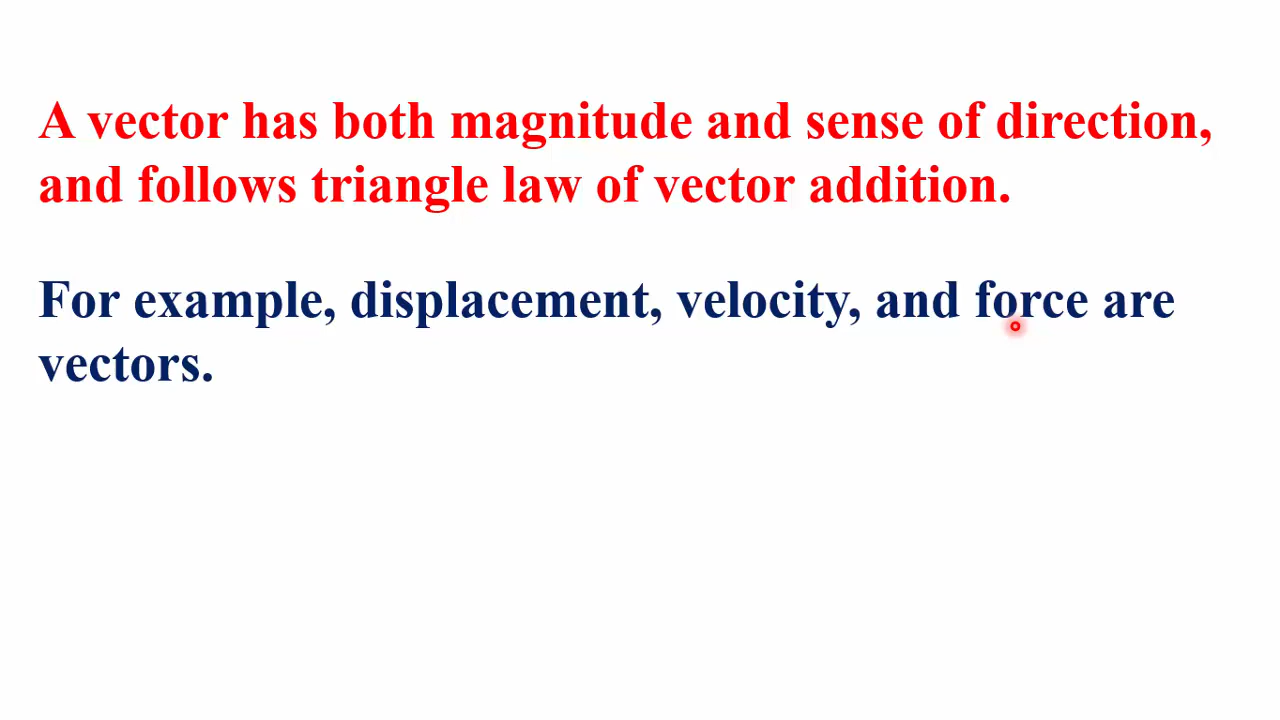 A vector has both magnitude and sense of direction,
and follows triangle law of vector addition.
For example, displacement, velocity, and force are
vectors.